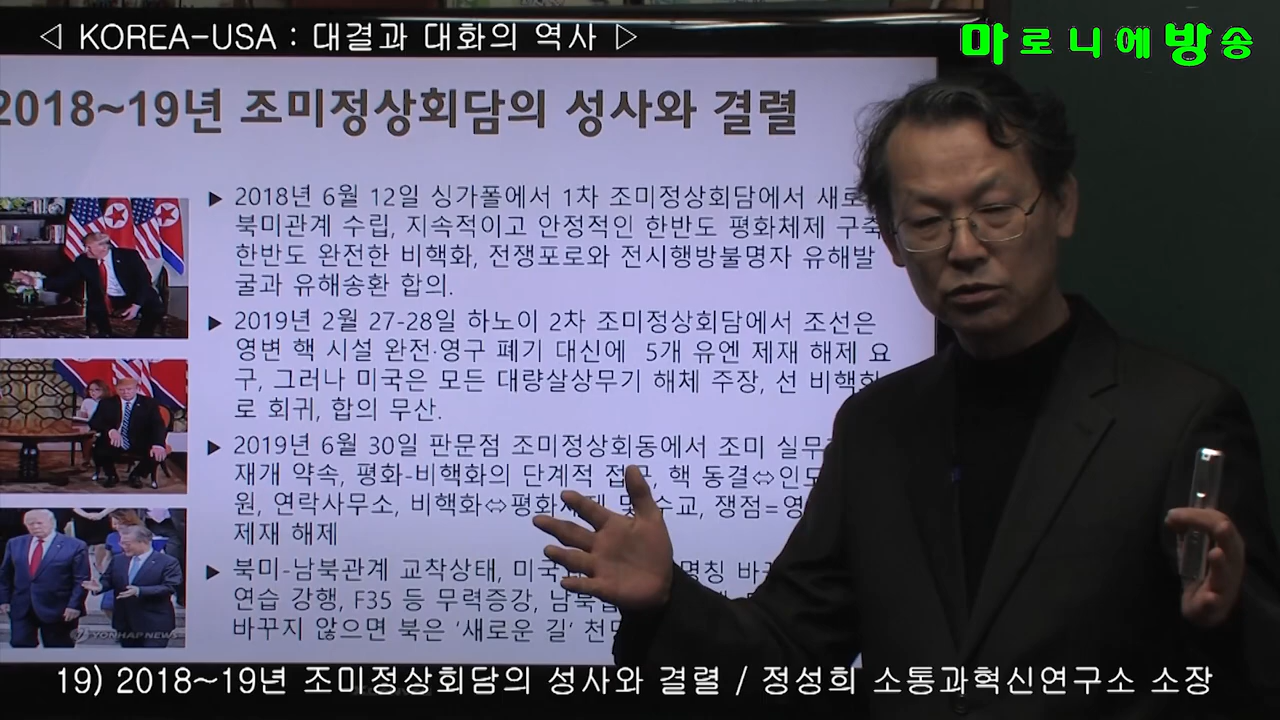 ◁ KOREA-USA : 대결과 대화의 역사 ▷
마로니에방송
2018~19년 조미정상회담의 성사와 결렬
▶ 2018년 6월 12일 싱가폴에서 1차 조미정상회담에서
북미관계 수립, 지속적이고 안정적인 한반도 평화체제
한반도 완전한 비핵화, 전쟁포로와 전시행방불명자 유해발
굴과 유해송환 합의.
▶ 2019년 2월 27-28일 하노이 2차 조미정상회담에서 조선은
영변 핵 시설 완전·영구 폐기 대신에 5개 유엔 제재 해제 요
구, 그러나 미국은 모든 대량살상무기 해체 주장, 선 비핵화
로 회귀, 합의 무산.
▶ 2019년 6월 30일 판문점 조미정상회동에서 조미
재개 약속, 평화-비핵화의 단계적 핵 동결⇔
원, 연락사무소, 비핵화⇔ 수교, 쟁점=
제재 해제
▶ 북미-남북관계 교착상태, 명칭
연습 강행, F35 등 무력증강,
바꾸지 않으면 북은 '새로운 길'
YONHAP NEWS
19) 2018~19년 조미정상회담의 성사와 결렬 / 정성희 소통과혁신연구소 소장